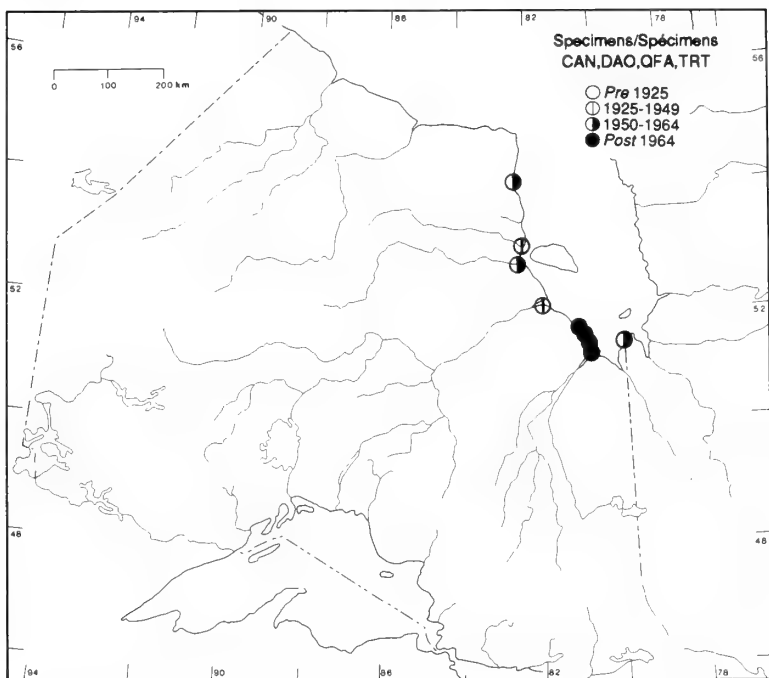 94 90 86 82 78
56 56
Specimens/Spécimens
CAN,DAO,QFA,TRT
0 100 200 km
Pre 1925
1925-1949
1950-1964
Post 1964
52 52
48 48
94 90 86 82 78